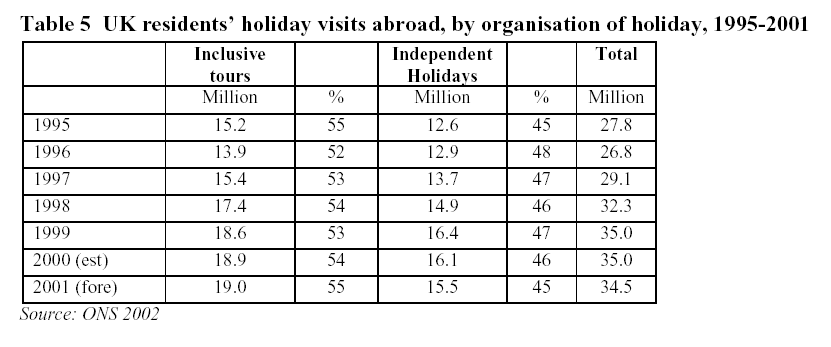 Table 5 UK residents' holiday visits abroad, by organisation of holiday, 1995-2001
Inclusive tours Independent Holidays Total
Million % Million % Million
1995 15.2 55 12.6 45 27.8
1996 13.9 52 12.9 48 26.8
1997 15.4 53 13.7 47 29.1
1998 17.4 54 14.9 46 32.3
1999 18.6 53 16.4 47 35.0
2000 (est) 18.9 54 16.1 46 35.0
2001 (fore) 19.0 55 15.5 45 34.5
Source: ONS 2002